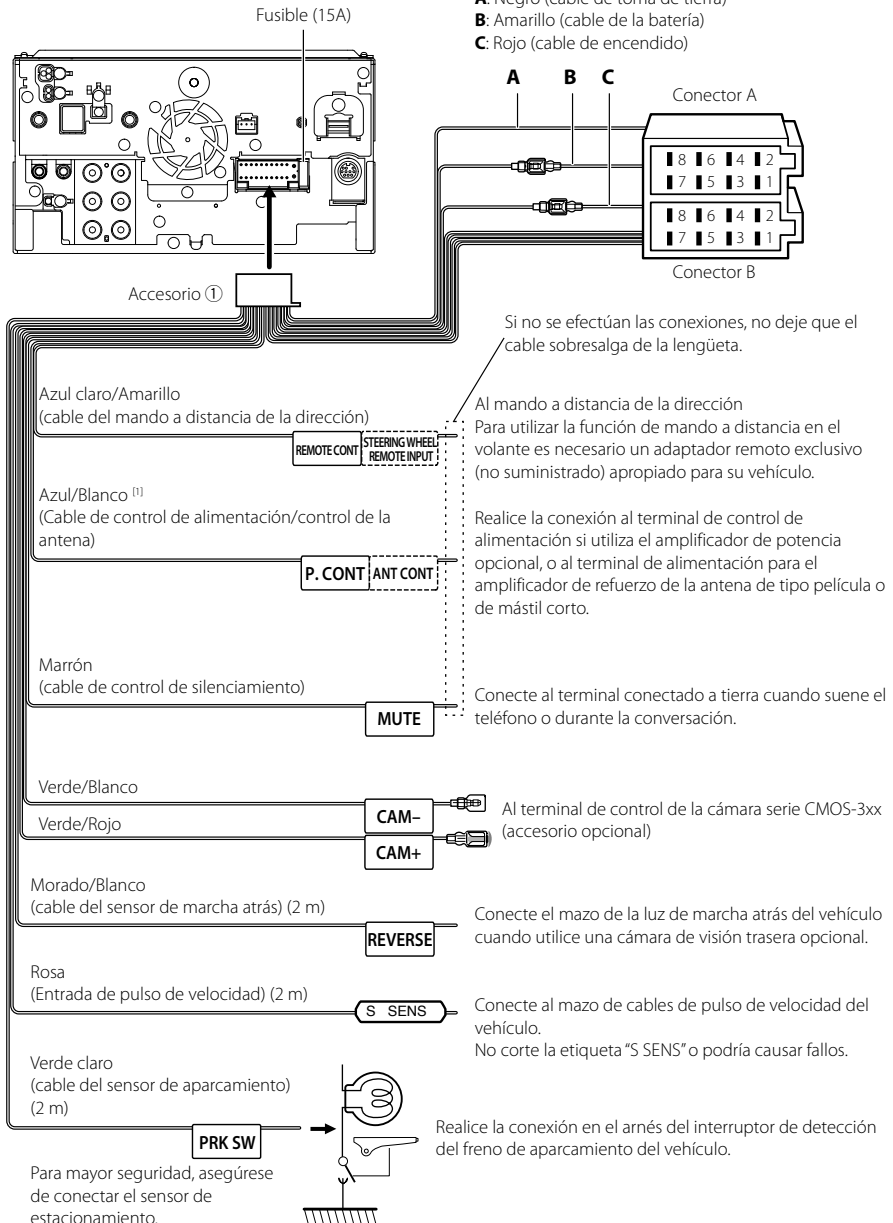 A: Negro (cable de toma de tierra)
Fusible (15A)
B: Amarillo (cable de la batería)
C: Rojo (cable de encendido)
A B C
Conector A
8 6 4 2
7 5 3 1
8 6 4 2
7 5 3 1
Conector B
Accesorio ①
Si no se efectúan las conexiones, no deje que el
cable sobresalga de la lengüeta.
Azul claro/Amarillo
(cable del mando a distancia de la dirección)
REMOTE CONT
STEERING WHEEL
REMOTE INPUT
Al mando a distancia de la dirección
Para utilizar la función de mando a distancia en el
volante es necesario un adaptador remoto exclusivo
(no suministrado) apropiado para su vehículo.
Azul/Blanco [1]
(Cable de control de alimentación/control de la
antena)
P. CONT ANT CONT
Realice la conexión al terminal de control de
alimentación si utiliza el amplificador de potencia
opcional, o al terminal de alimentación para el
amplificador de refuerzo de la antena de tipo película o
de mástil corto.
Marrón
(cable de control de silenciamiento)
MUTE
Conecte al terminal conectado a tierra cuando suene el
teléfono o durante la conversación.
Verde/Blanco
CAM–
Verde/Rojo
CAM+
Al terminal de control de la cámara serie CMOS-3xx
(accesorio opcional)
Morado/Blanco
(cable del sensor de marcha atrás) (2 m)
REVERSE
Conecte el mazo de la luz de marcha atrás del vehículo
cuando utilice una cámara de visión trasera opcional.
Rosa
(Entrada de pulso de velocidad) (2 m)
S SENS
Conecte al mazo de cables de pulso de velocidad del
vehículo.
No corte la etiqueta “S SENS” o podría causar fallos.
Verde claro
(cable del sensor de aparcamiento)
(2 m)
PRK SW
Realice la conexión en el arnés del interruptor de detección
del freno de aparcamiento del vehículo.
Para mayor seguridad, asegúrese
de conectar el sensor de
estacionamiento.